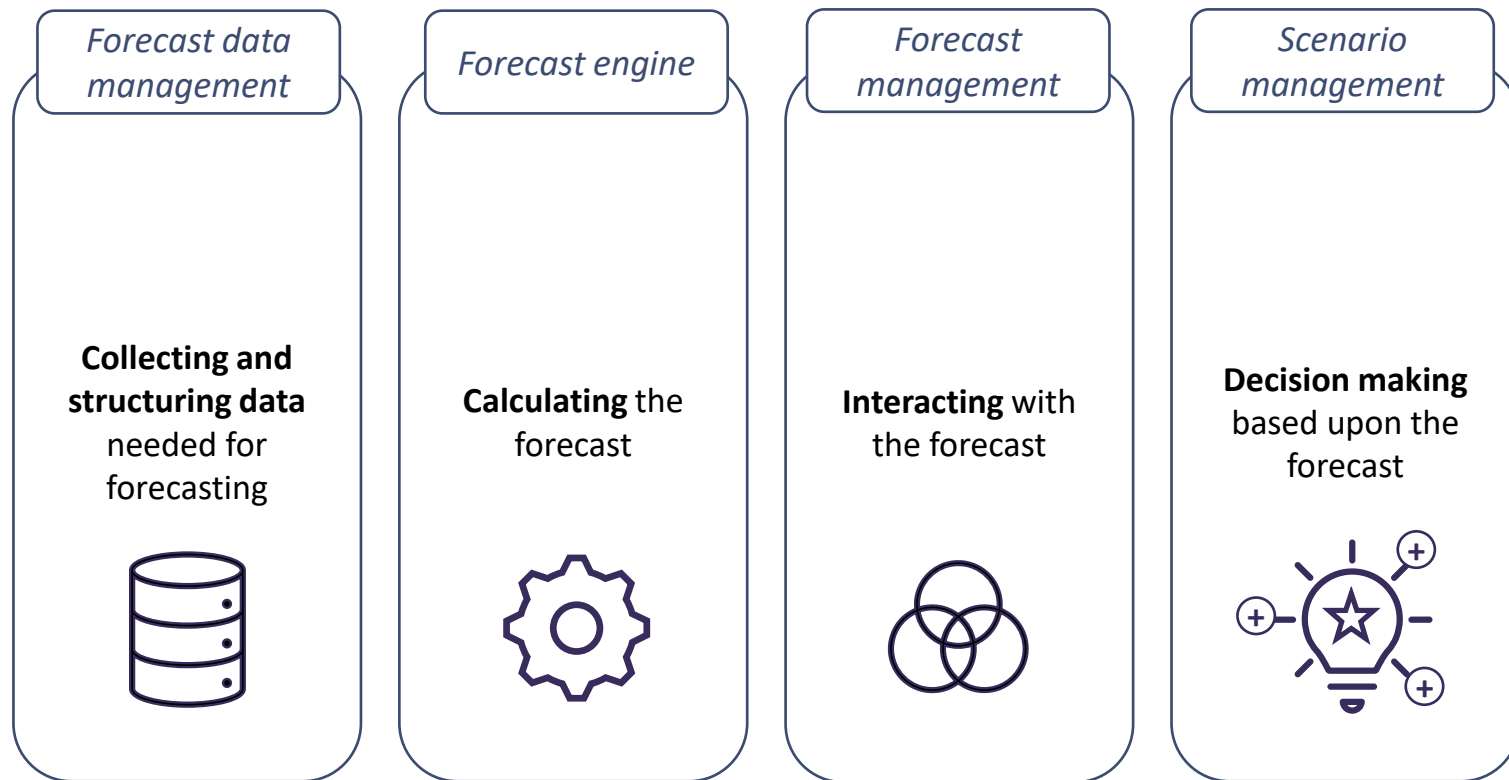 Forecast data
management
Collecting and
structuring data
needed for
forecasting
Forecast engine
Calculating the
forecast
Forecast
management
Interacting with
the forecast
Scenario
management
Decision making
based upon the
forecast